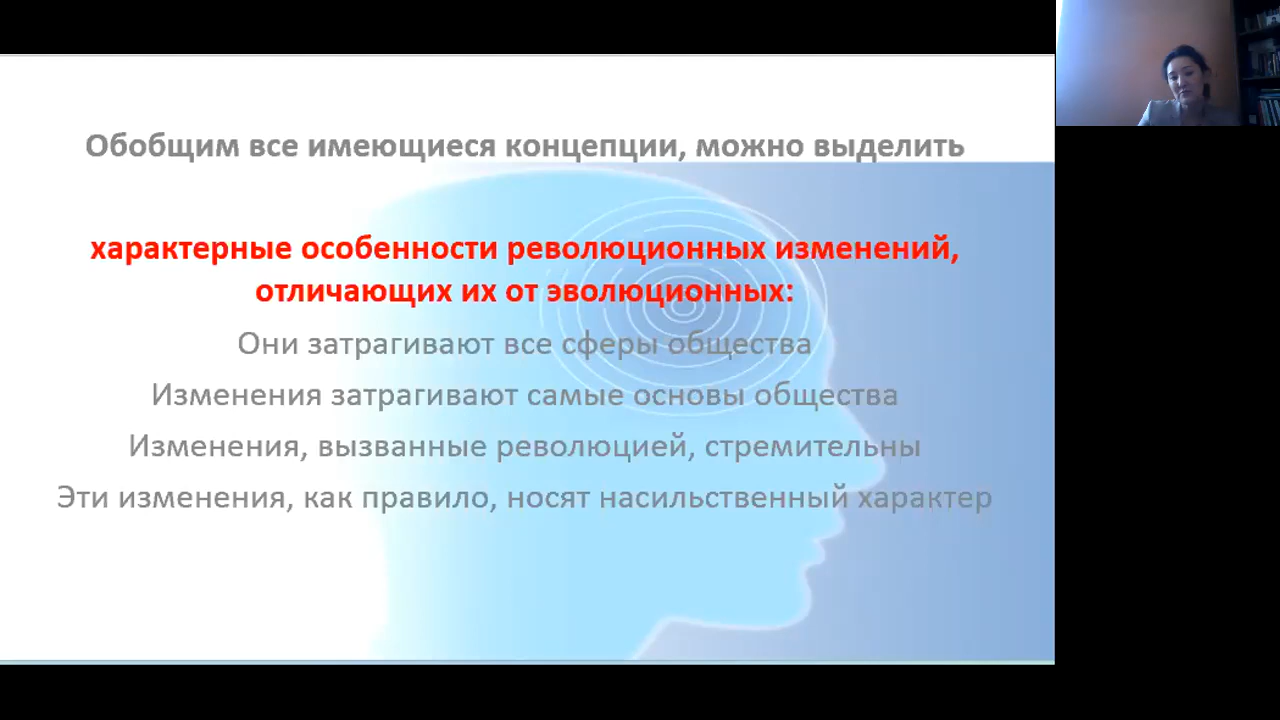 Обобщим все имеющиеся концепции, можно выделить
характерные особенности революционных изменений,
отличающих их от эволюционных:
Они затрагивают все сферы общества
Изменения затрагивают самые основы общества
Изменения, вызванные революцией, стремительны
Эти изменения, как правило, носят насильственный характер